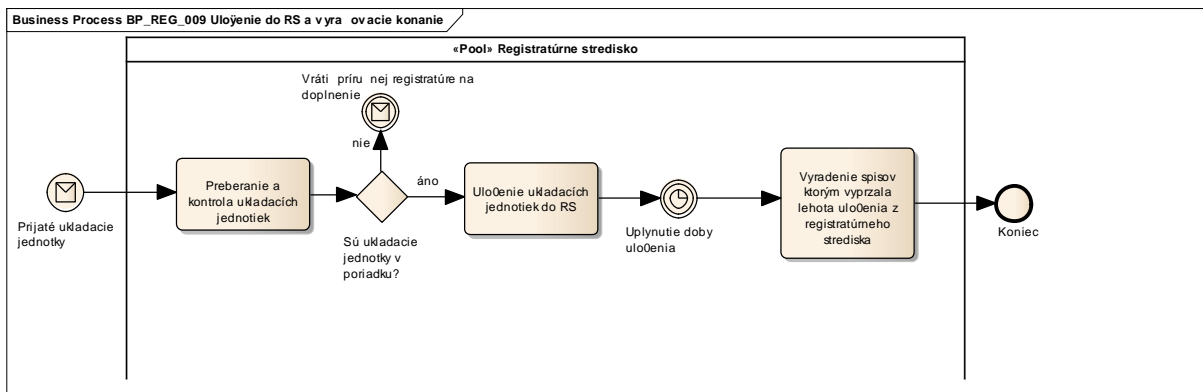 Business Process BP_REG_009 Uloÿenie do RS a vyra ovacie konanie
«Pool» Registratúrne stredisko
Vráti príru nej registratúre na
doplnenie
nie
Prijaté ukladacie
jednotky
Preberanie a
kontrola ukladacích
jednotiek
Sú ukladacie
jednotky v
poriadku?
áno
Ulo0enie ukladacích
jednotiek do RS
Uplynutie doby
ulo0enia
Vyradenie spisov
ktorým vyprzala
lehota ulo0enia z
registratúrneho
strediska
Koniec